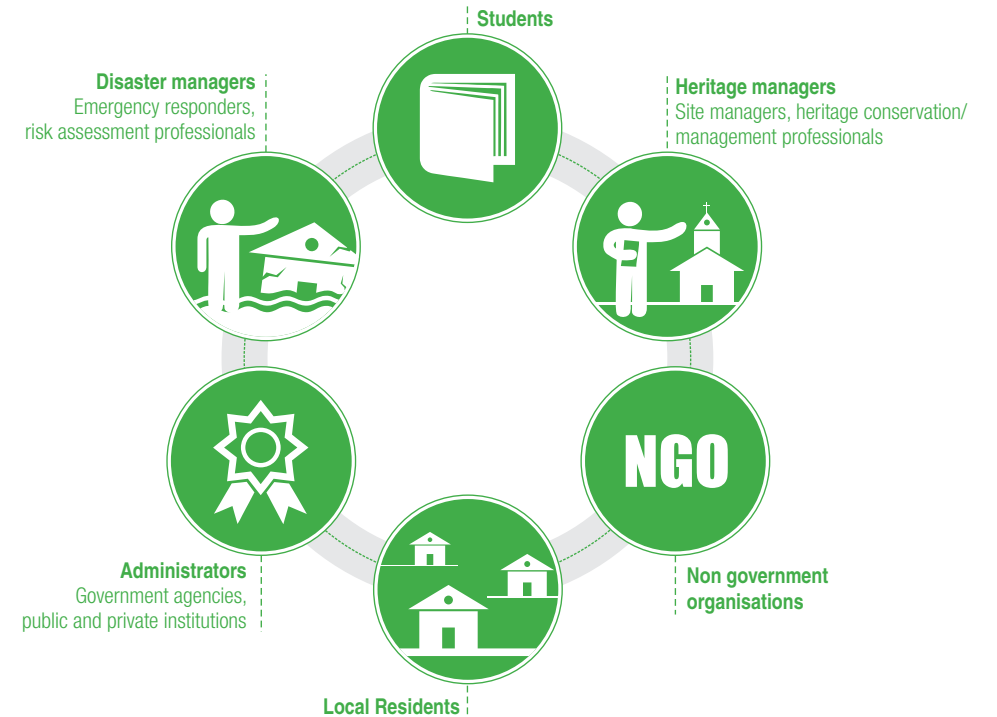 Students
Disaster managers
Emergency responders,
risk assessment professionals
Heritage managers
Site managers, heritage conservation/
management professionals
NGO
Administrators
Government agencies,
public and private institutions
Non government
organisations
Local Residents